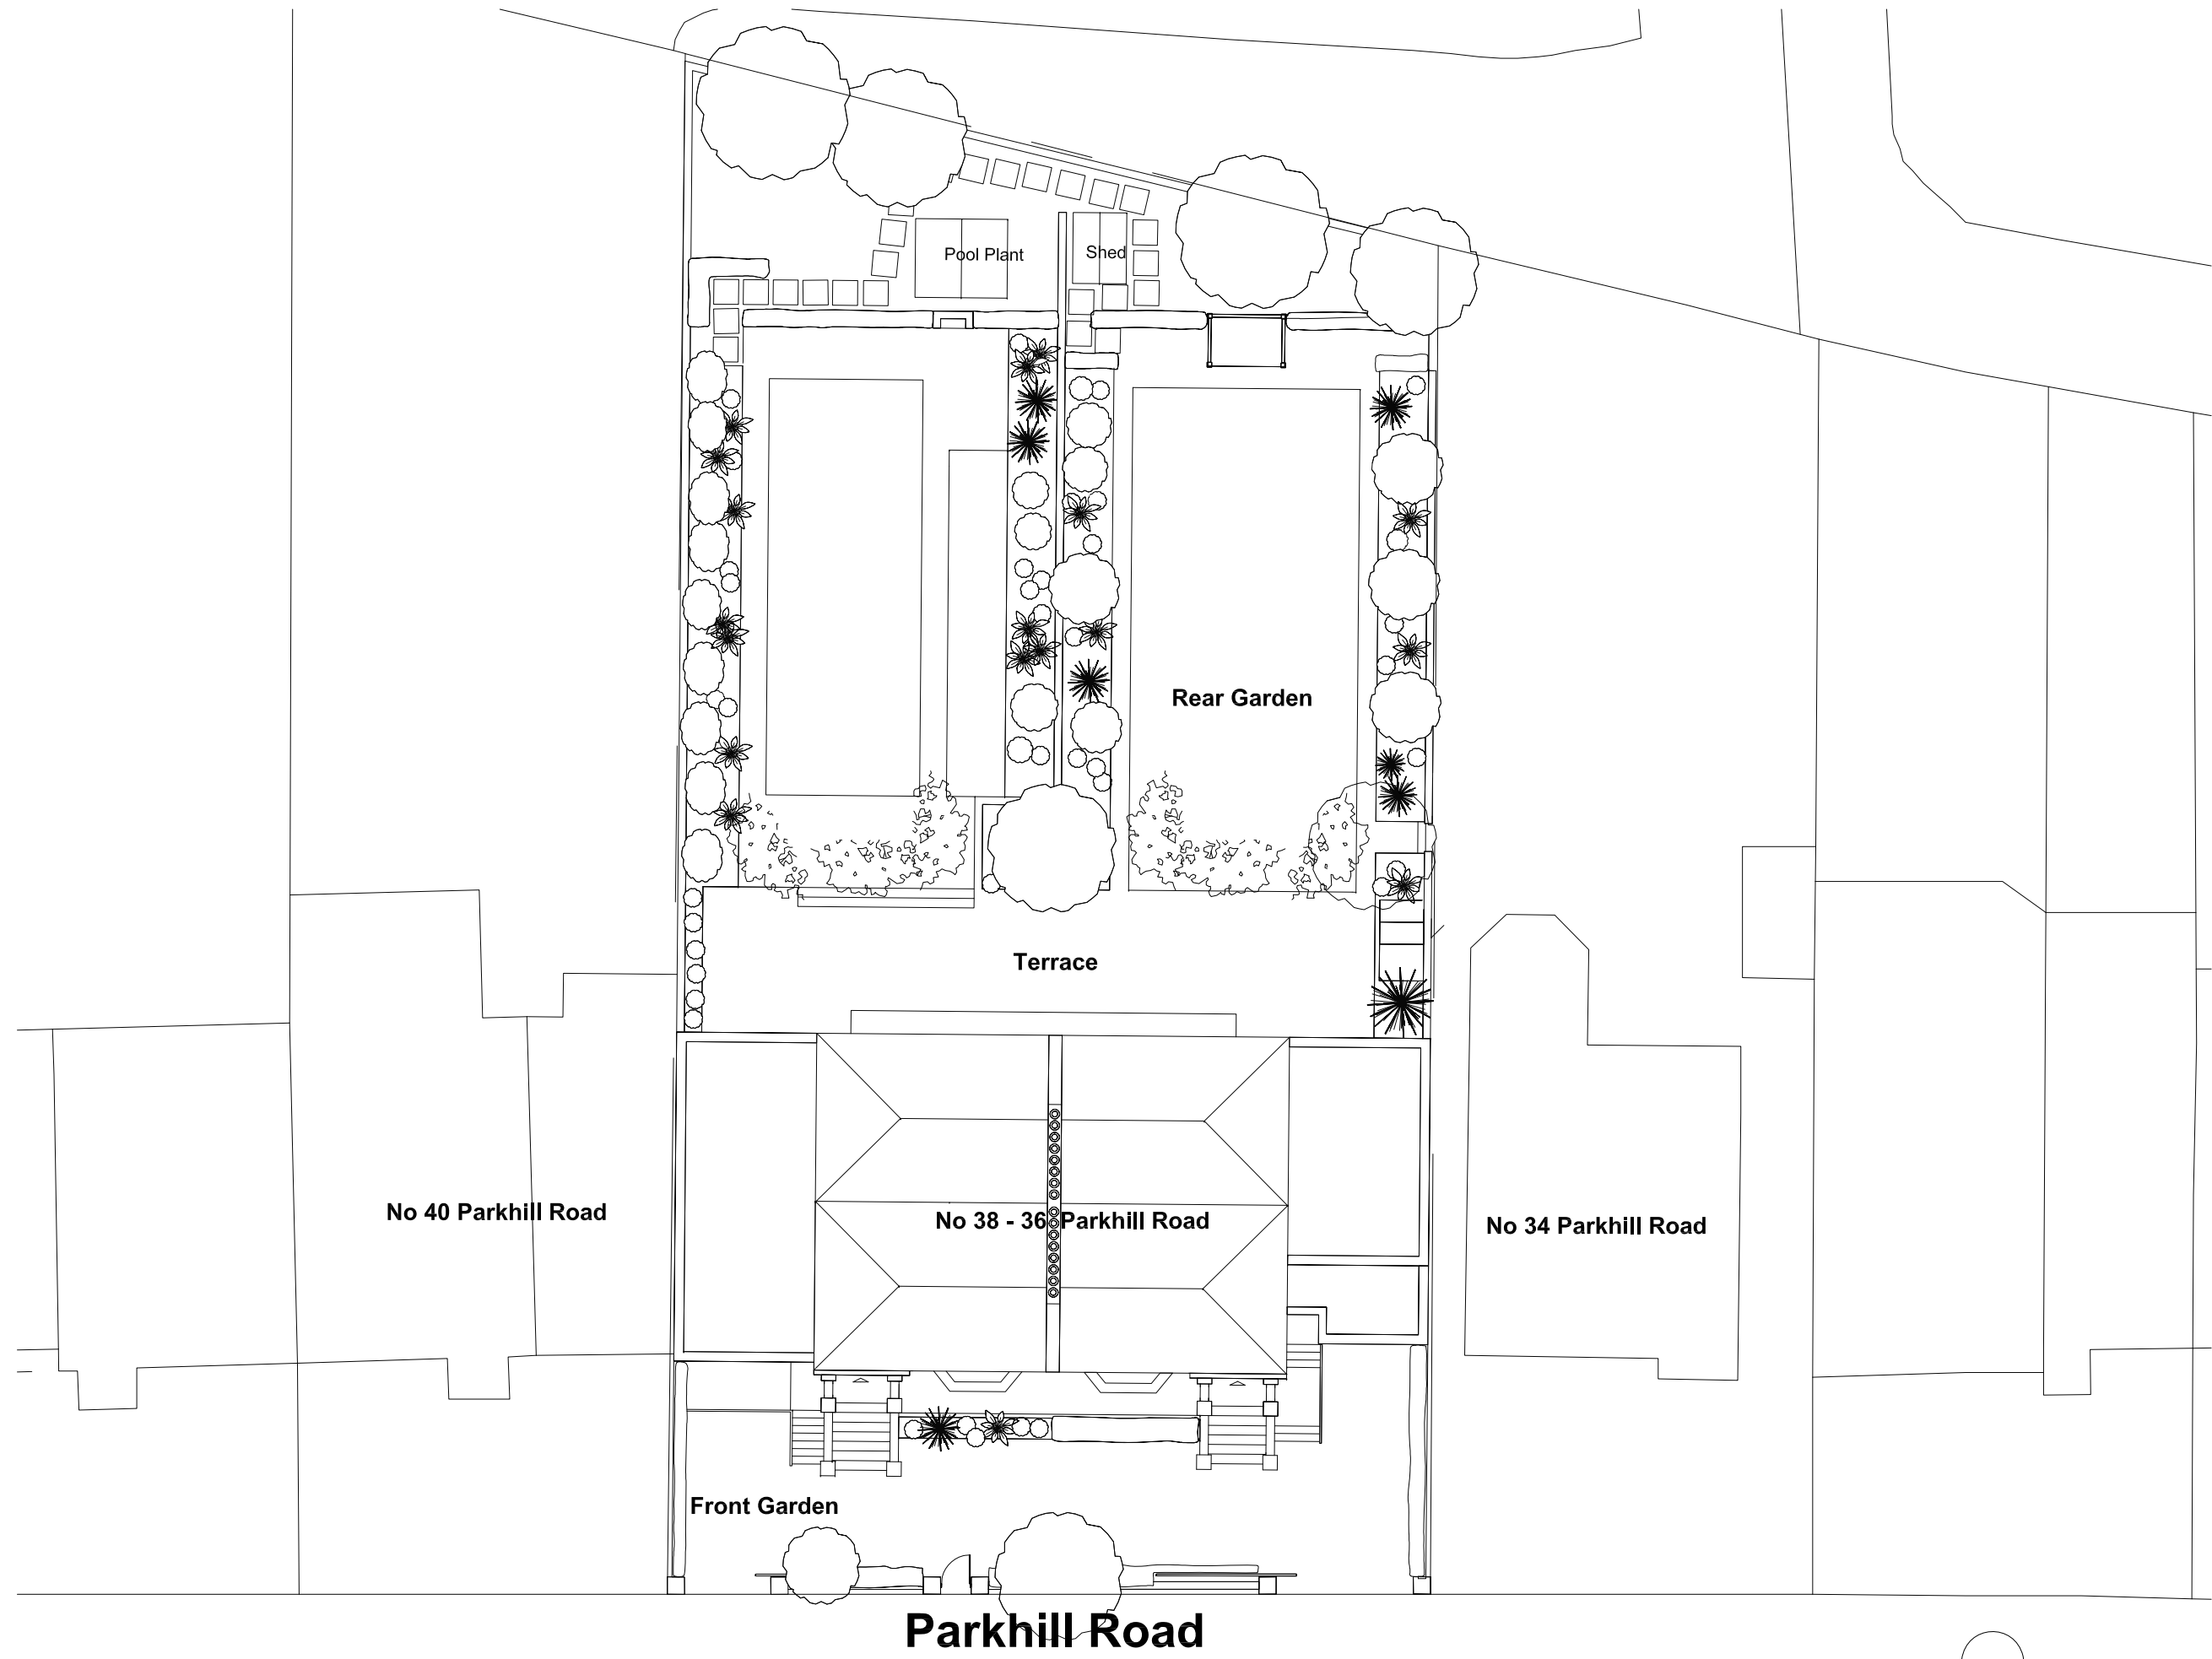 Pool Plant
Shed
Rear Garden
Terrace
No 40 Parkhill Road
No 38 - 36 Parkhill Road
No 34 Parkhill Road
Front Garden
Parkhill Road